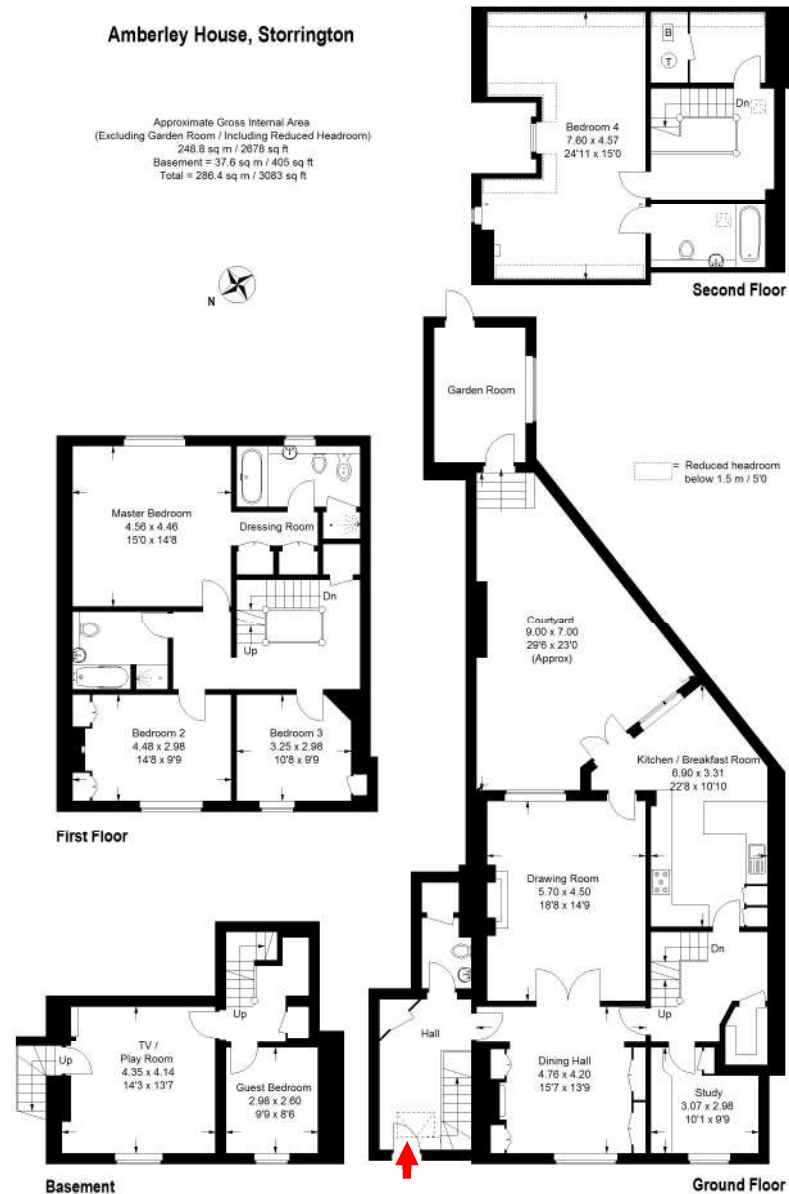 Amberley House, Storrington
Approximate Gross Internal Area
(Excluding Garden Room / Including Reduced Headroom)
248.8 sq m / 2678 sq ft
Basement = 37.6 sq m / 405 sq ft
Total = 286.4 sq m / 3083 sq ft
N
B
T
Dn
Bedroom 4
7.60 x 4.57
24'11 x 15'0
Second Floor
Garden Room
= Reduced headroom
below 1.5 m / 5'0
Master Bedroom
4.56 x 4.46
15'0 x 14'8
Dressing Room
Dn
Up
Bedroom 2
4.48 x 2.98
14'8 x 9'9
Bedroom 3
3.25 x 2.98
10'8 x 9'9
First Floor
Courtyard
9.00 x 7.00
29'6 x 23'0
(Approx)
Kitchen / Breakfast Room
6.90 x 3.31
22'8 x 10'10
Drawing Room
5.70 x 4.50
18'8 x 14'9
Dn
Up
Hall
Dining Hall
4.76 x 4.20
15'7 x 13'9
Study
3.07 x 2.98
10'1 x 9'9
Ground Floor
Up
TV /
Play Room
4.35 x 4.14
14'3 x 13'7
Up
Guest Bedroom
2.98 x 2.60
9'9 x 8'6
Basement